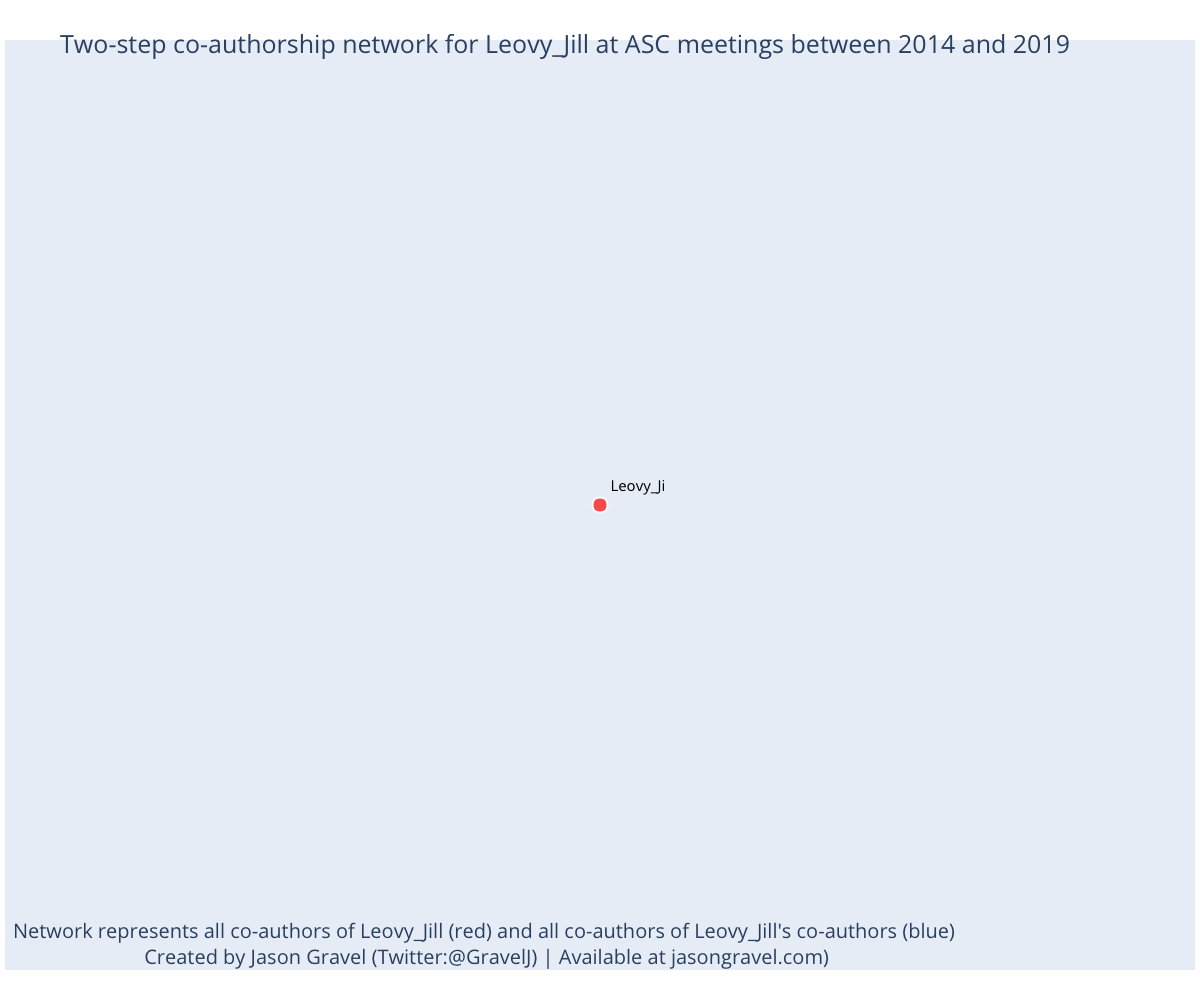 Two-step co-authorship network for Leovy_Jill at ASC meetings between 2014 and 2019
Leovy_Ji
Network represents all co-authors of Leovy_Jill (red) and all co-authors of Leovy_Jill's co-authors (blue)
Created by Jason Gravel (Twitter:@GravelJ) | Available at jasongravel.com)